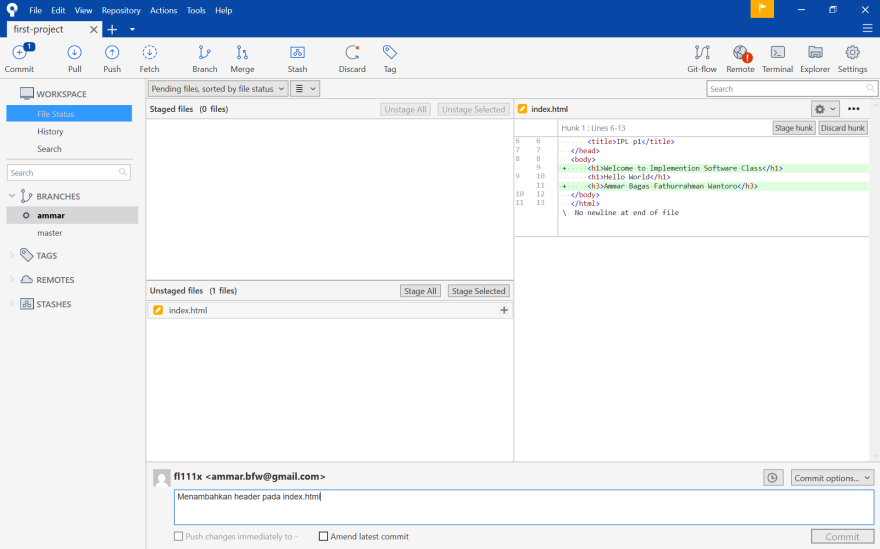 File Edit View Repository Actions Tools Help
first-project
1
Commit Pull Push Fetch Branch Merge Stash Discard Tag Git-flow Remote Terminal Explorer Settings
WORKSPACE
File Status
History
Search
Search
BRANCHES
ammar
master
TAGS
REMOTES
STASHES
Pending files, sorted by file status
Search
Staged files (0 files)
Unstage All Unstage Selected
Unstaged files (1 files)
Stage All Stage Selected
index.html
index.html
Hunk 1 : Lines 6-13
Stage hunk Discard hunk
6 6 <title>IPL p1</title>
7 7 </head>
8 8 <body>
9 + <h1>Welcome to Implemention Software Class</h1>
9 10 <h1>Hello World</h1>
11 + <h3>Ammar Bagas Fathurrahman Wantoro</h3>
10 12 </body>
11 13 </html>
\ No newline at end of file
fl111x <ammar.bfw@gmail.com>
Commit options...
Menambahkan header pada index.html
Push changes immediately to -
Amend latest commit
Commit